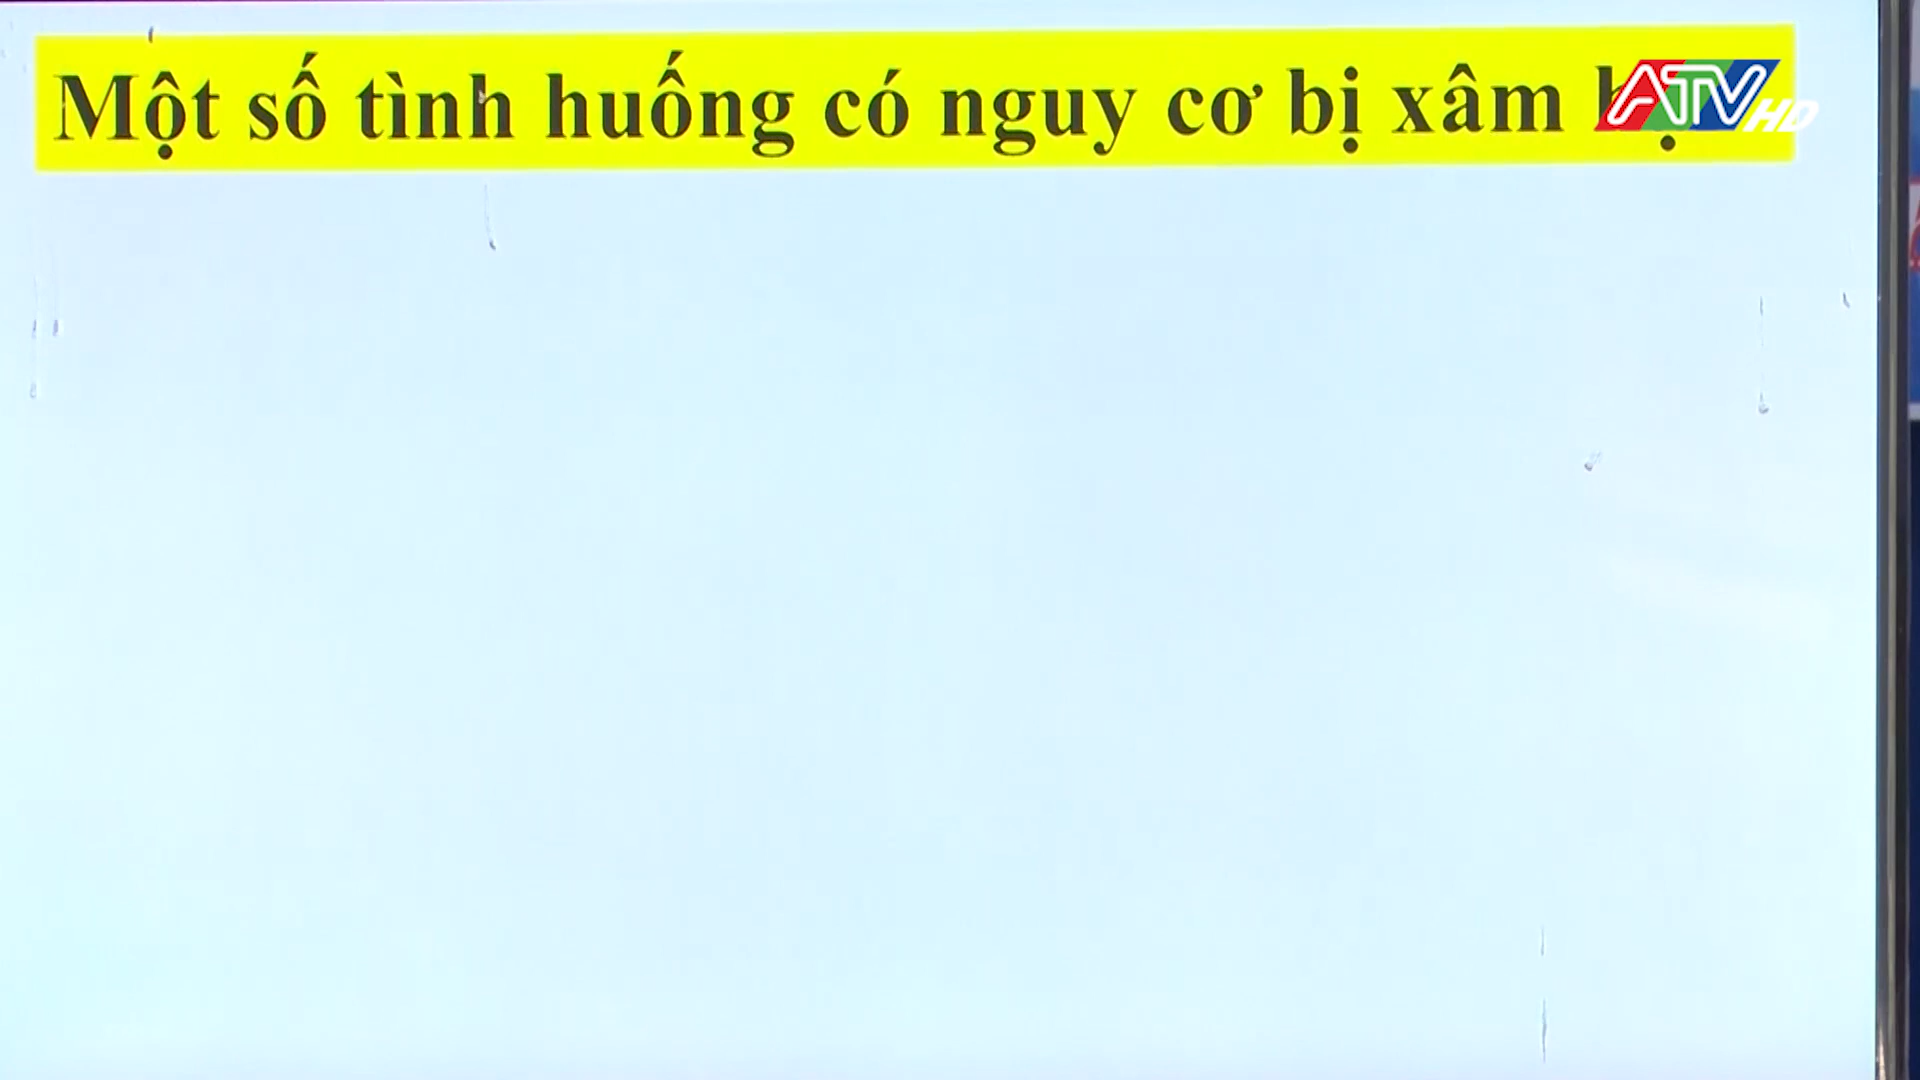 Một số tình huống có nguy cơ bị xâm
ATV HD